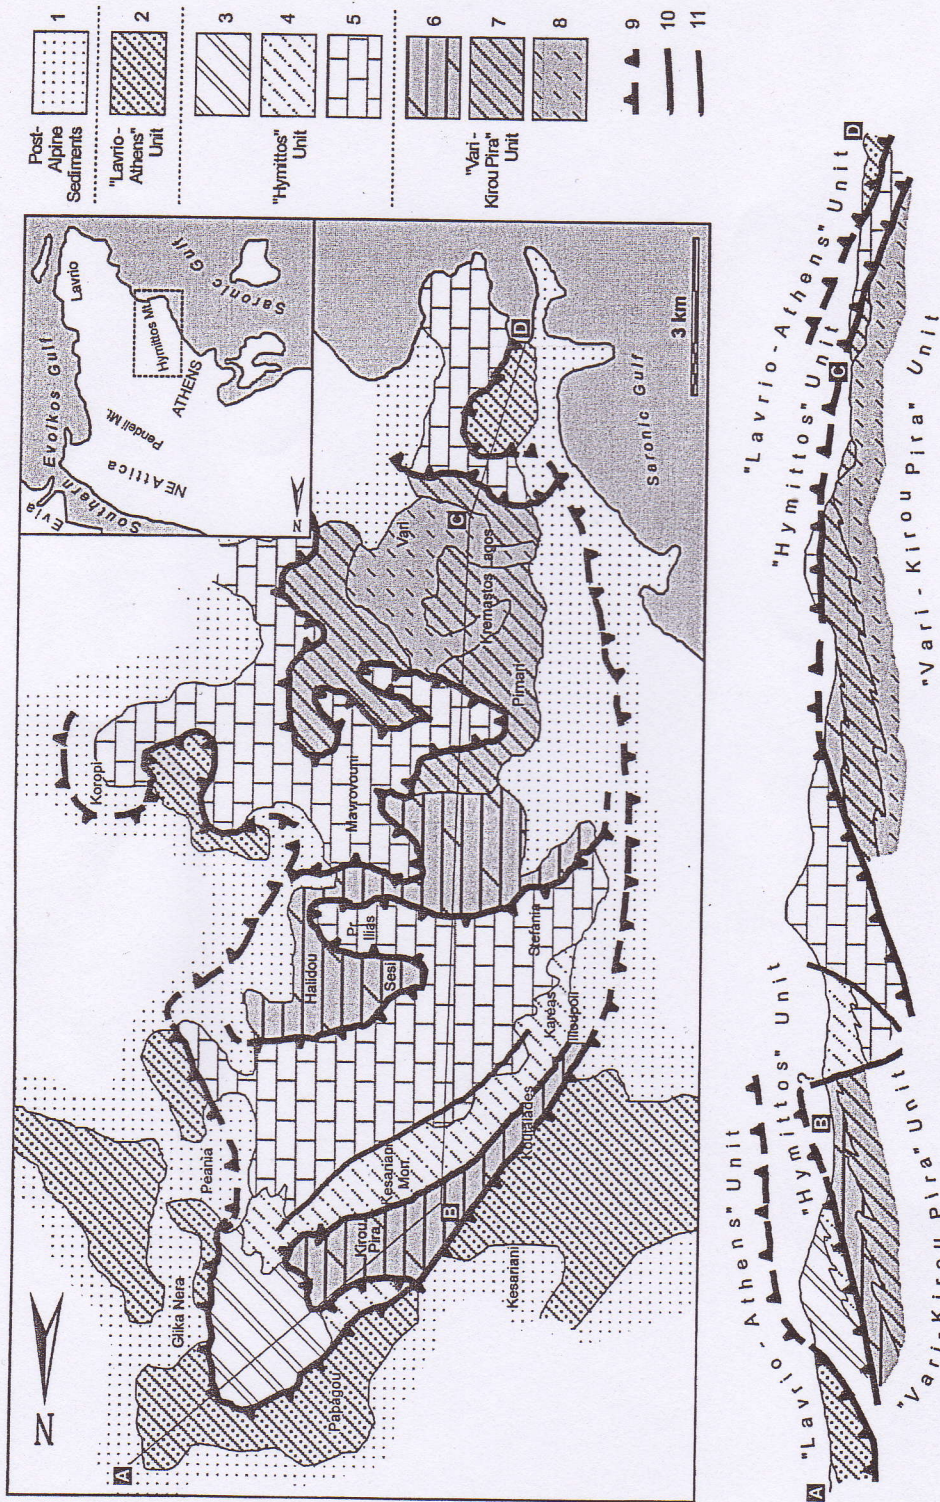 Post-
Alpine
Sediments
1
"Lavrio -
Athens"
Unit
2
"Hymittos"
Unit
3
4
5
"Vari -
Kirou Pira"
Unit
6
7
8
9
10
11
Evia
Southern Evoikos Gulf
NE Attica
Pendeli Mt.
ATHENS
Hymittos Mt.
Lavrio
Saronic Gulf
N
N
A
Glika Nera
Papagou
Peania
Kirou
Pira
Kesariani
Mon.
B
Kesariani
Koutalades
Kareas
Ilioupoli
Halidou
Sesi
Pr.
Ilias
Stefania
Koropi
Mavrovouni
Pirnari
Kremastos Lagos
Vari
C
D
Saronic Gulf
3 km
A
"Lavrio - Athens" Unit
"Hymittos" Unit
?
B
"Vari - Kirou Pira" Unit
"Lavrio - Athens" Unit
"Hymittos" Unit
C
D
"Vari - Kirou Pira" Unit